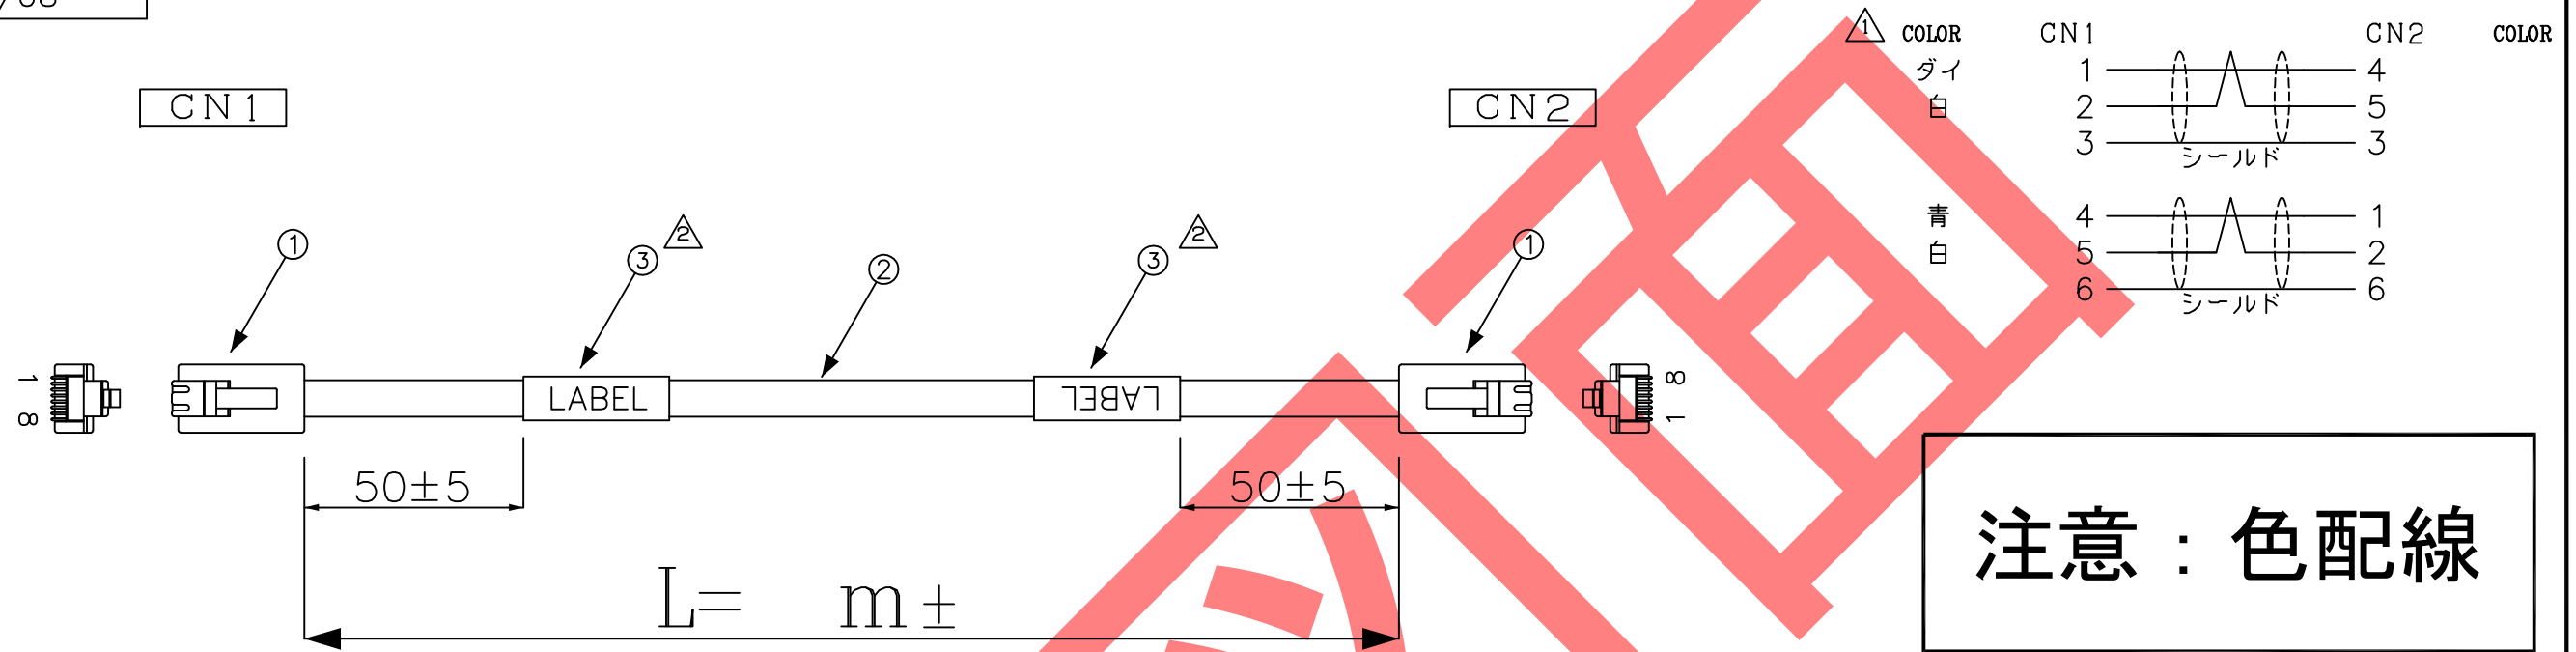 CN1
CN2
1 COLOR CN1 CN2 COLOR
ダイ 1 4
白 2 5
3 シールド 3
青 4 1
白 5 2
6 シールド 6
1 3 2 2 3 2 1
1
8
LABEL
LABEL
8
1
50±5
50±5
L= m±
注意：色配線